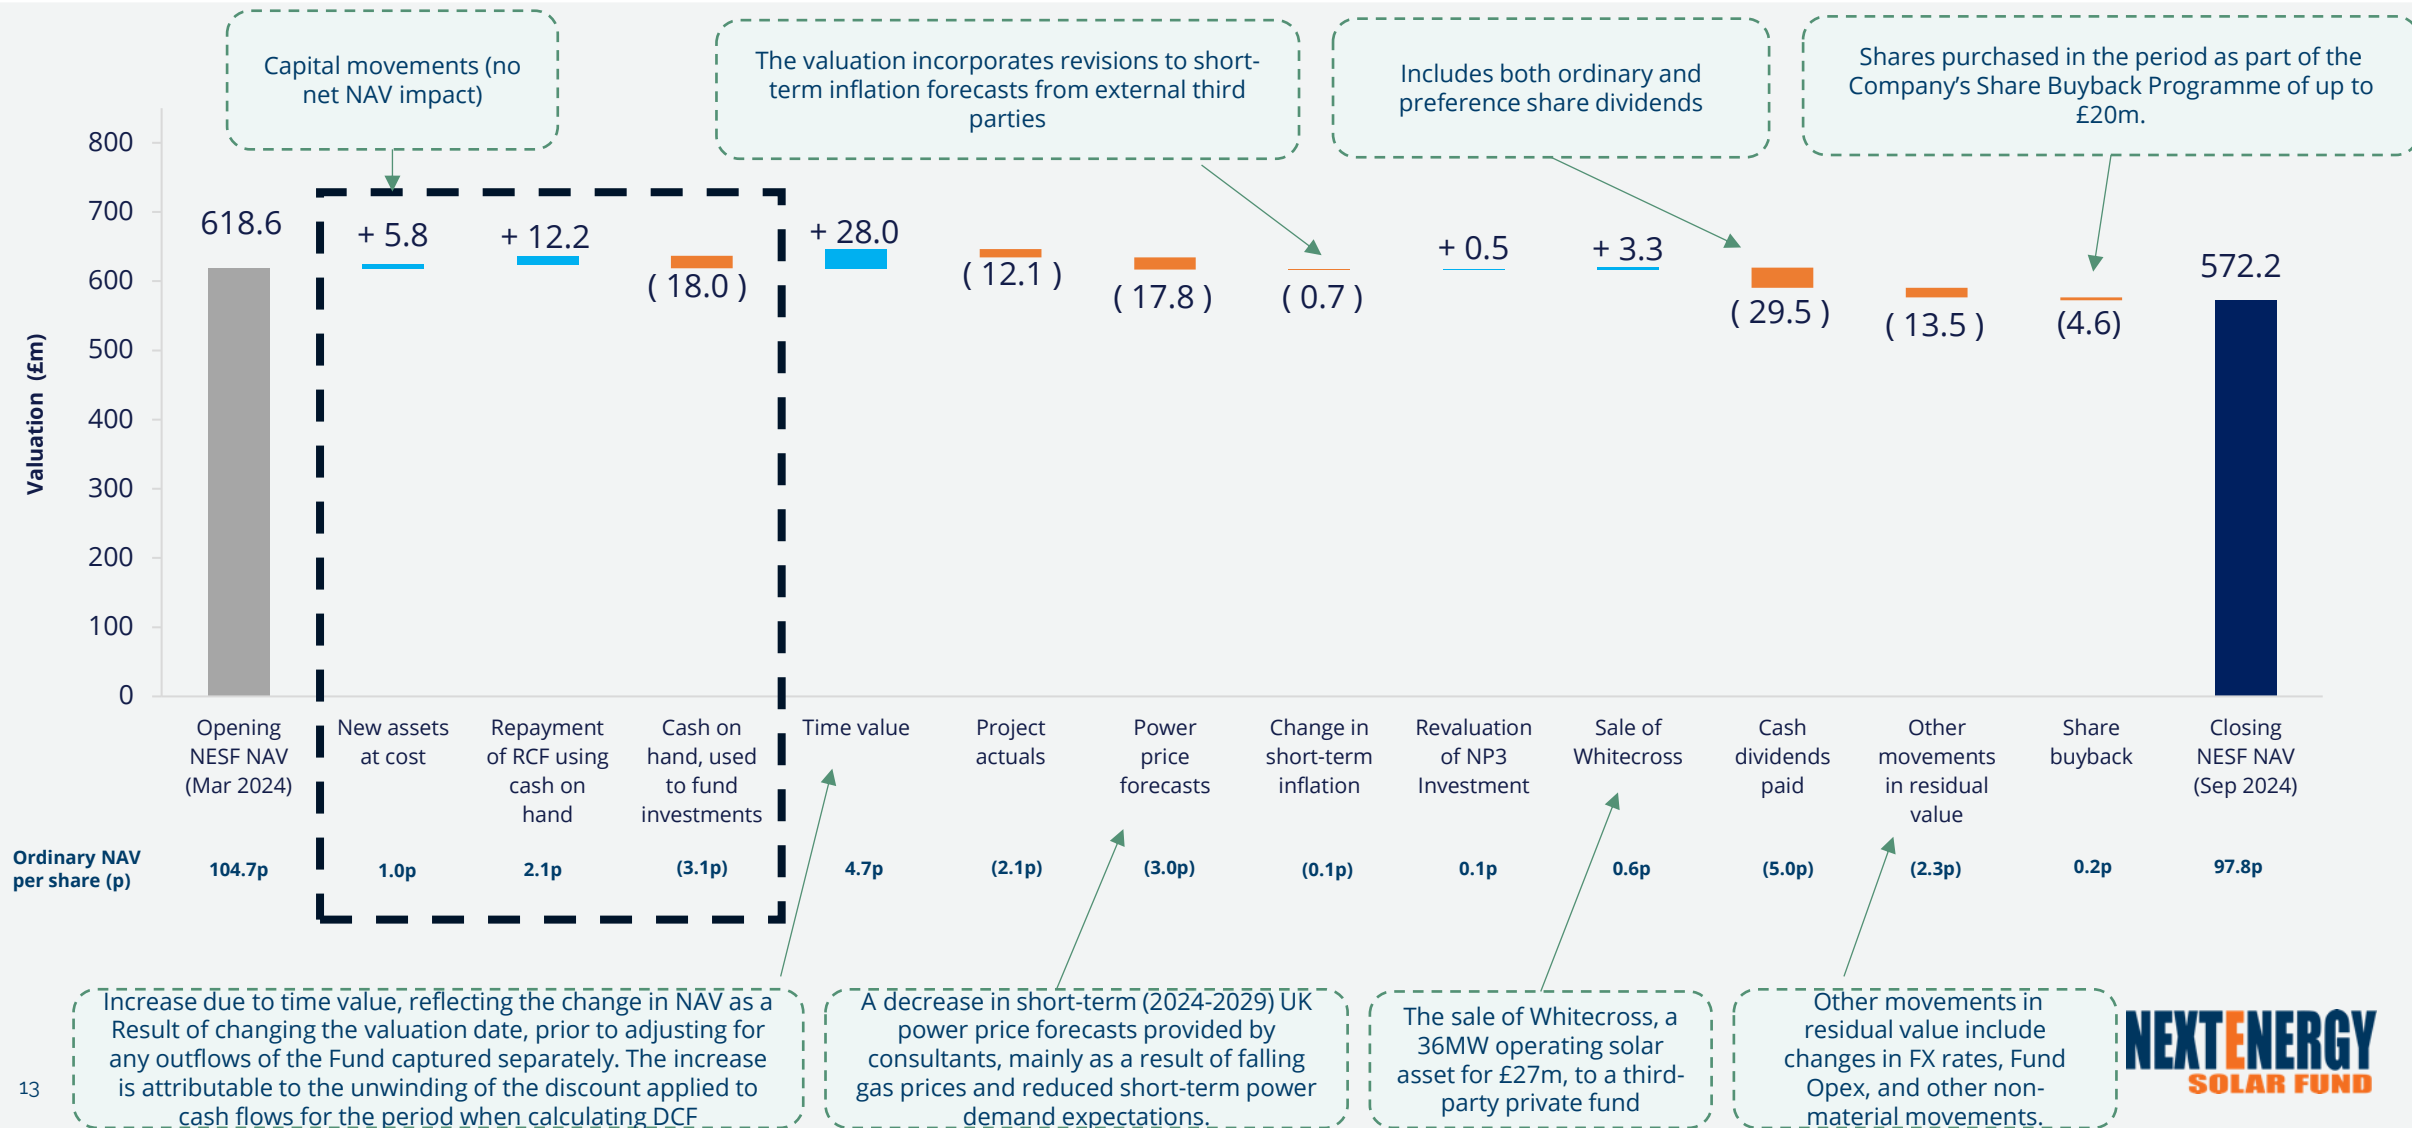 Capital movements (no
net NAV impact)
The valuation incorporates revisions to short-
term inflation forecasts from external third
parties
Includes both ordinary and
preference share dividends
Shares purchased in the period as part of the
Company's Share Buyback Programme of up to
£20m.
Valuation (£m)
800
700
600
500
400
300
200
100
0
618.6
+ 5.8
+ 12.2
( 18.0 )
+ 28.0
( 12.1 )
( 17.8 )
( 0.7 )
+ 0.5
+ 3.3
( 29.5 )
( 13.5 )
(4.6)
572.2
Opening
NESF NAV
(Mar 2024)
New assets
at cost
Repayment
of RCF using
cash on
hand
Cash on
hand, used
to fund
investments
Time value
Project
actuals
Power
price
forecasts
Change in
short-term
inflation
Revaluation
of NP3
Investment
Sale of
Whitecross
Cash
dividends
paid
Other
movements
in residual
value
Share
buyback
Closing
NESF NAV
(Sep 2024)
Ordinary NAV
per share (p)
104.7p
1.0p
2.1p
(3.1p)
4.7p
(2.1p)
(3.0p)
(0.1p)
0.1p
0.6p
(5.0p)
(2.3p)
0.2p
97.8p
Increase due to time value, reflecting the change in NAV as a
Result of changing the valuation date, prior to adjusting for
any outflows of the Fund captured separately. The increase
is attributable to the unwinding of the discount applied to
cash flows for the period when calculating DCF
A decrease in short-term (2024-2029) UK
power price forecasts provided by
consultants, mainly as a result of falling
gas prices and reduced short-term power
demand expectations.
The sale of Whitecross, a
36MW operating solar
asset for £27m, to a third-
party private fund
Other movements in
residual value include
changes in FX rates, Fund
Opex, and other non-
material movements.
NEXTENERGY
SOLAR FUND
13